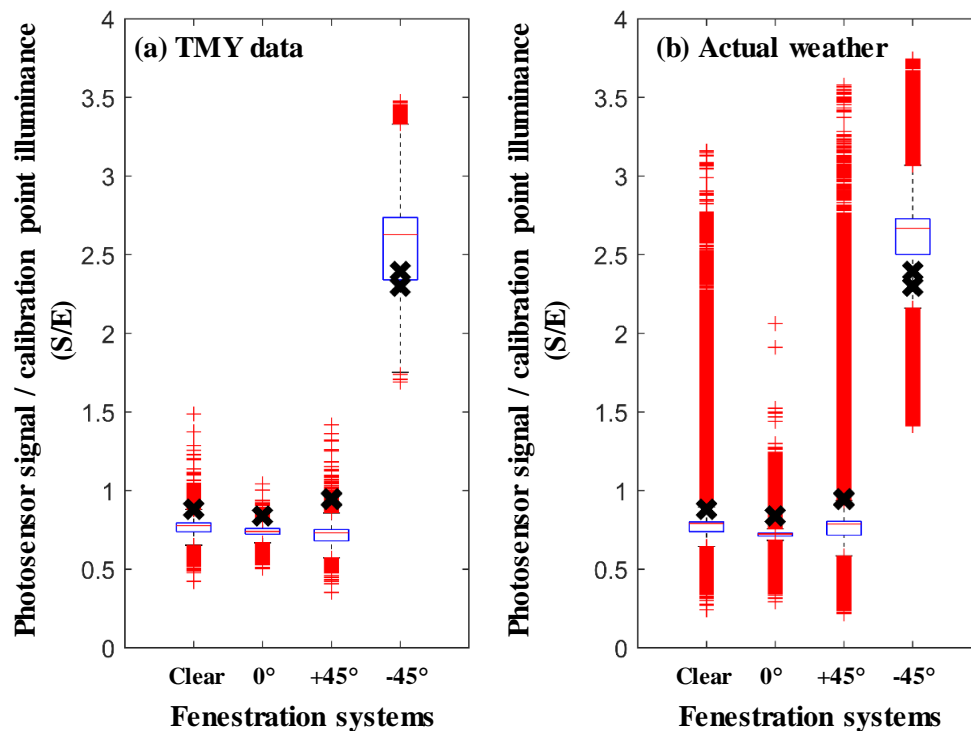 (a) TMY data
Photosensor signal / calibration point illuminance
(S/E)
4
3.5
3
2.5
2
1.5
1
0.5
0
Clear 0° +45° -45°
Fenestration systems
(b) Actual weather
Photosensor signal / calibration point illuminance
(S/E)
4
3.5
3
2.5
2
1.5
1
0.5
0
Clear 0° +45° -45°
Fenestration systems